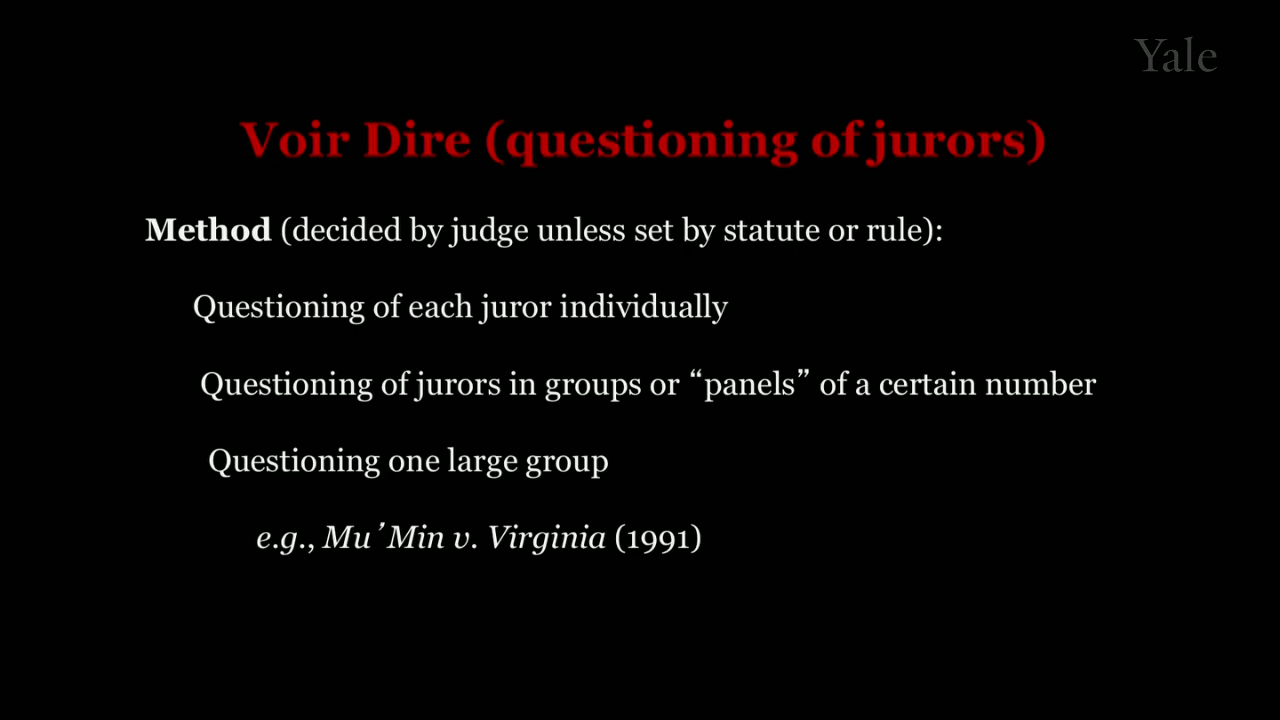 Yale
Voir Dire (questioning of jurors)
Method (decided by judge unless set by statute or rule):
Questioning of each juror individually
Questioning of jurors in groups or “panels” of a certain number
Questioning one large group
e.g., Mu’Min v. Virginia (1991)